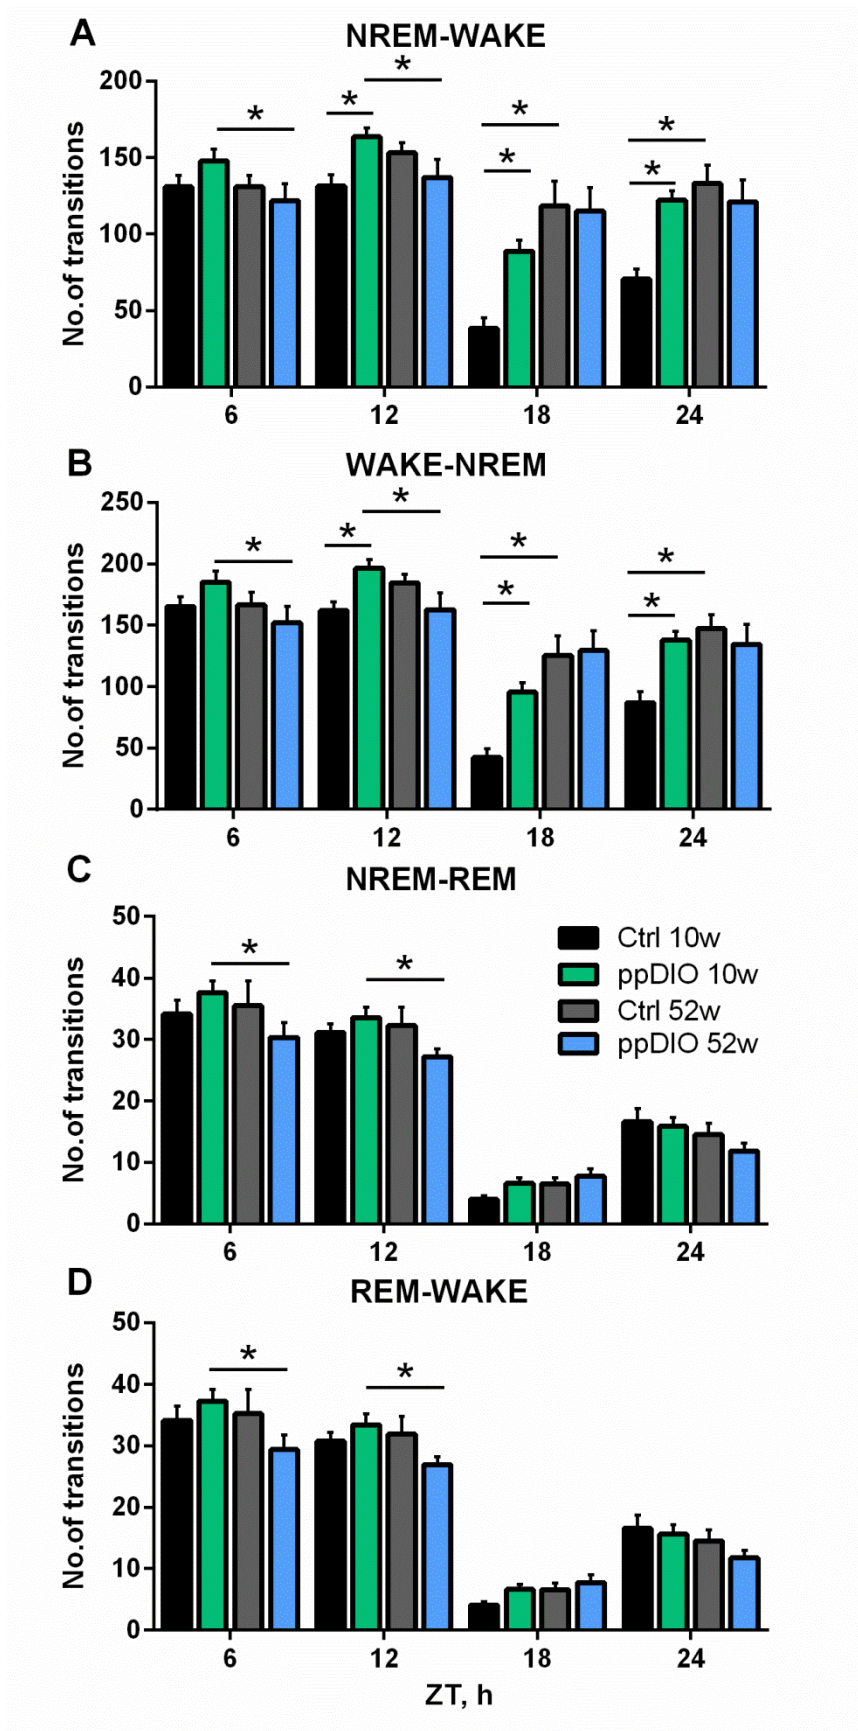 A
NREM-WAKE
No.of transitions
200
150
100
50
0
* * * * * * *
6 12 18 24
B
WAKE-NREM
No.of transitions
250
200
150
100
50
0
* * * * * * *
6 12 18 24
C
NREM-REM
No.of transitions
50
40
30
20
10
0
* *
Ctrl 10w
ppDIO 10w
Ctrl 52w
ppDIO 52w
6 12 18 24
D
REM-WAKE
No.of transitions
50
40
30
20
10
0
* *
6 12 18 24
ZT, h